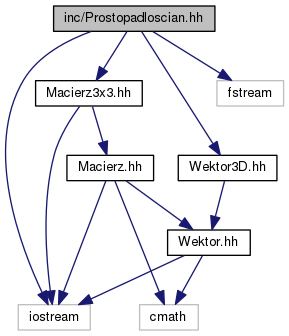 inc/Prostopadloscian.hh
Macierz3x3.hh
fstream
Macierz.hh
Wektor3D.hh
Wektor.hh
iostream
cmath